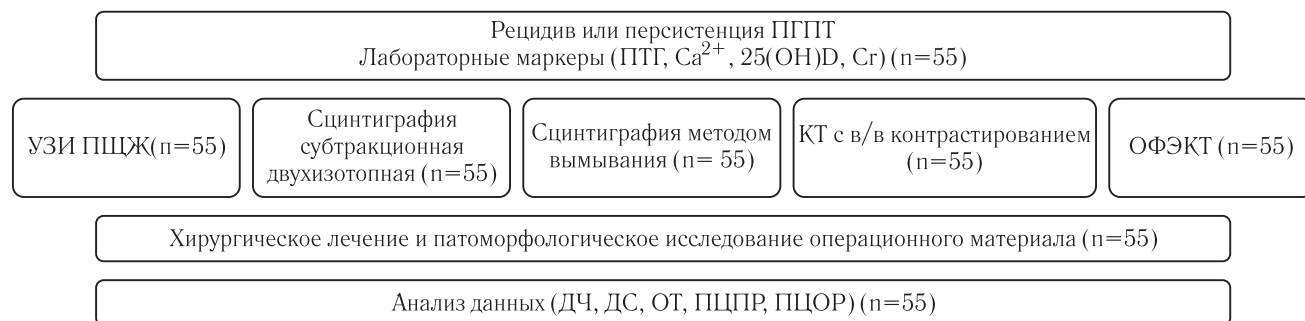 Рецидив или персистенция ПГПТ
Лабораторные маркеры (ПТГ, Ca²⁺, 25(OH)D, Cr) (n=55)
УЗИ ПЩЖ(n=55)
Сцинтиграфия
субтракционная
двухизотопная (n=55)
Сцинтиграфия методом
вымывания (n= 55)
КТ с в/в контрастированием
(n=55)
ОФЭКТ (n=55)
Хирургическое лечение и патоморфологическое исследование операционного материала (n=55)
Анализ данных (ДЧ, ДС, ОТ, ПЦПР, ПЦОР) (n=55)